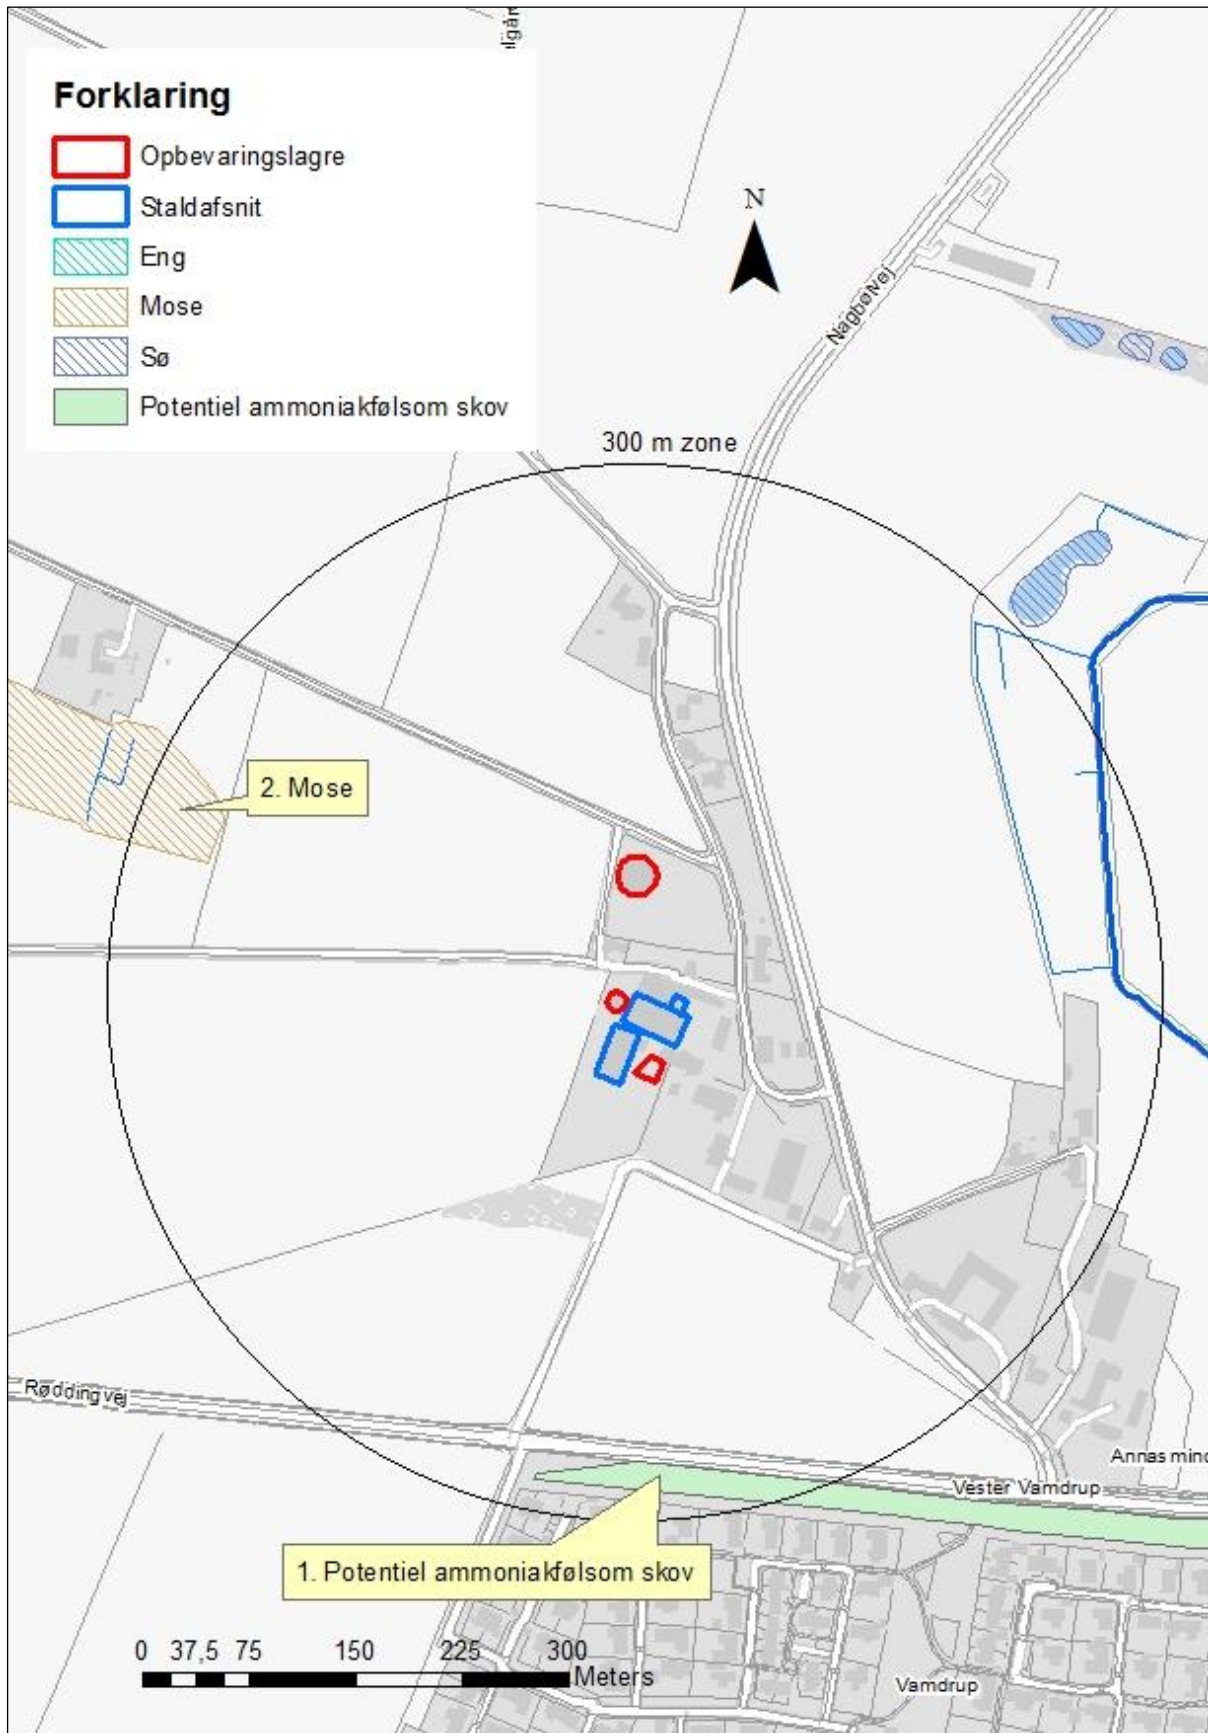 Forklaring
Opbevaringslagre
Staldafsnit
Eng
Mose
Sø
Potentiel ammoniakfølsom skov
N
Nagbølvej
300 m zone
2. Mose
Røddingvej
Annas mind
Vester Vamdrup
1. Potentiel ammoniakfølsom skov
0 37,5 75 150 225 300
Meters
Vamdrup